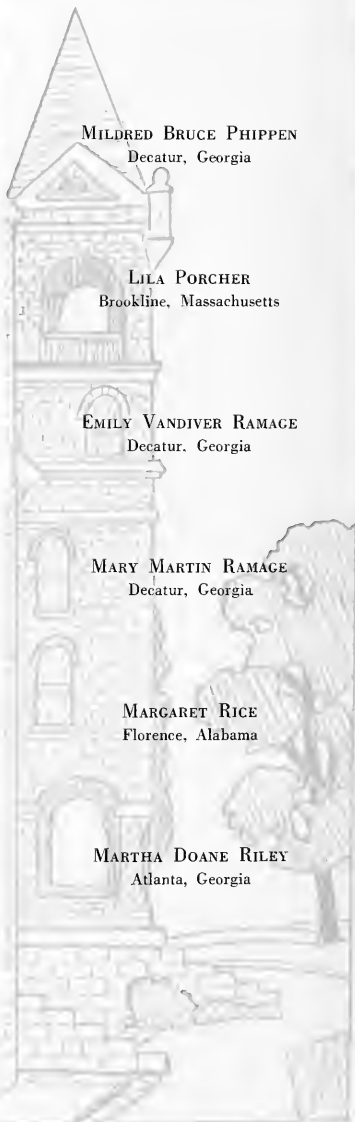 MILDRED BRUCE PHIPPEN
Decatur, Georgia
LILA PORCHER
Brookline, Massachusetts
EMILY VANDIVER RAMAGE
Decatur, Georgia
MARY MARTIN RAMAGE
Decatur, Georgia
MARGARET RICE
Florence, Alabama
MARTHA DOANE RILEY
Atlanta, Georgia